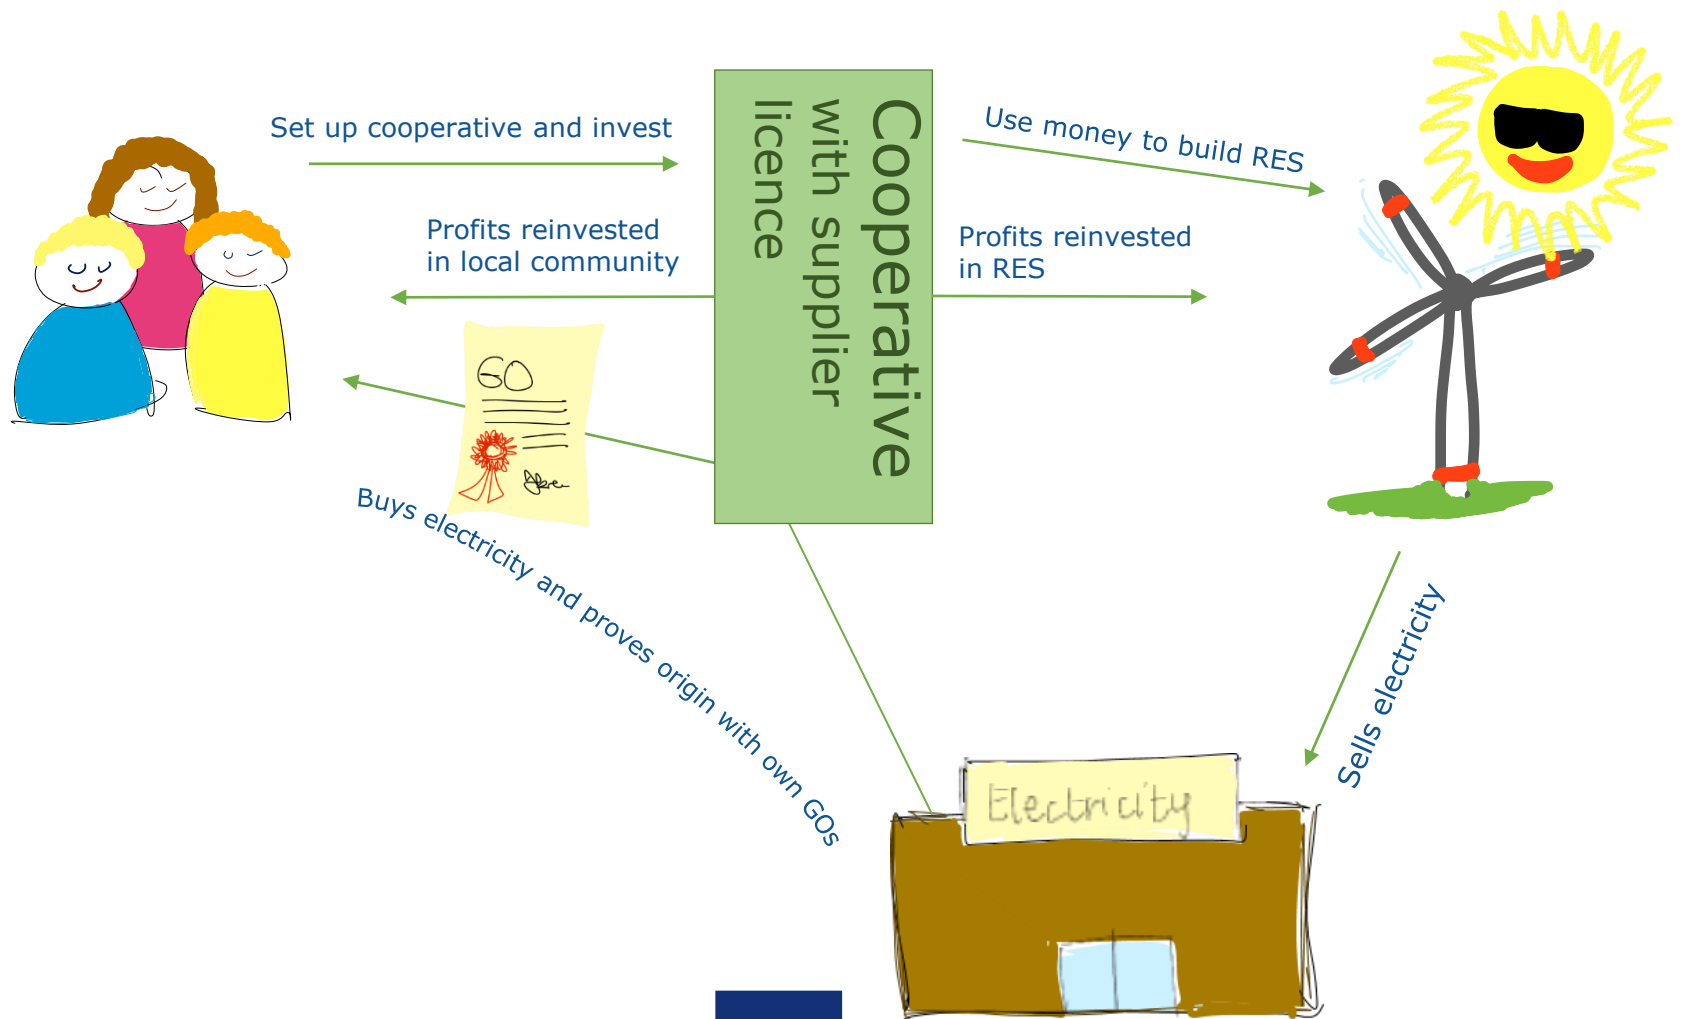 Set up cooperative and invest
Profits reinvested
in local community
GO
Buys electricity and proves origin with own GOs
Cooperative
with supplier
licence
Use money to build RES
Profits reinvested
in RES
Sells electricity
Electricity